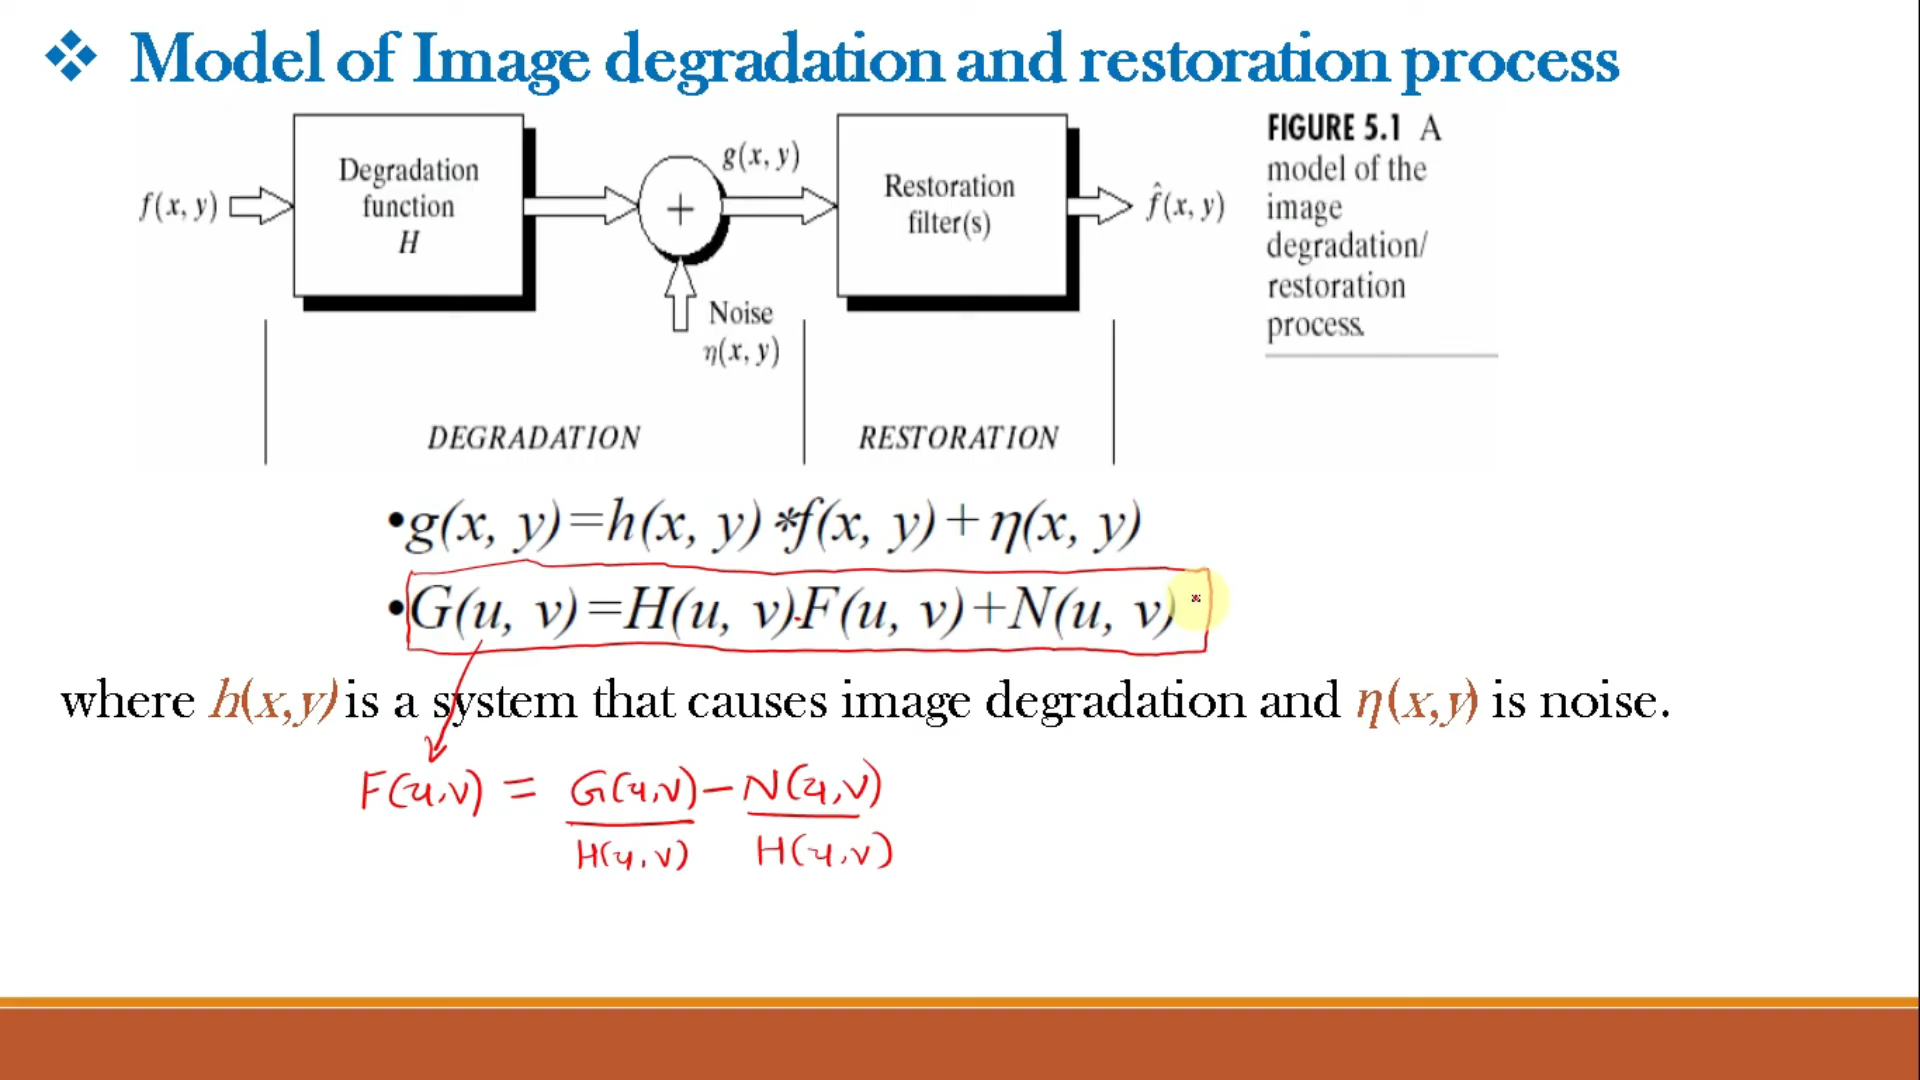 ❖ Model of Image degradation and restoration process
f(x, y)
Degradation
function
H
g(x, y)
Noise
η(x, y)
Restoration
filter(s)
f̂(x, y)
FIGURE 5.1 A
model of the
image
degradation/
restoration
process.
DEGRADATION
RESTORATION
•g(x, y)=h(x, y)*f(x, y)+η(x, y)
•G(u, v)=H(u, v).F(u, v)+N(u, v)
where h(x,y) is a system that causes image degradation and η(x,y) is noise.
F(u,v) = G(u,v) − N(u,v)
H(u,v) H(u,v)